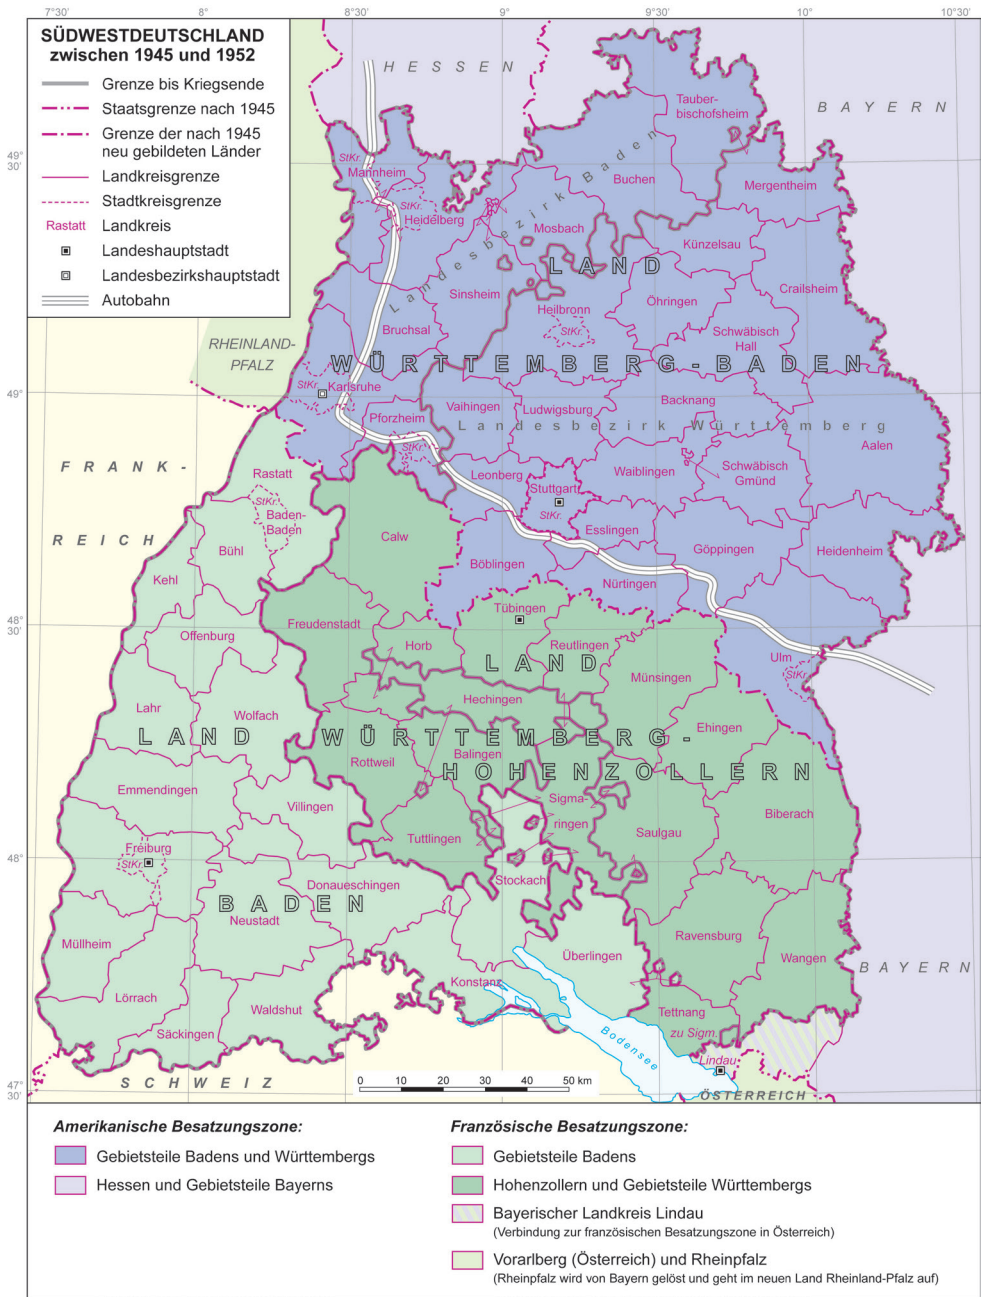 7°30'
8°
8°30'
9°
9°30'
10°
10°30'
SÜDWESTDEUTSCHLAND
zwischen 1945 und 1952
Grenze bis Kriegsende
Staatsgrenze nach 1945
Grenze der nach 1945
neu gebildeten Länder
Landkreisgrenze
Stadtkreisgrenze
Rastatt Landkreis
Landeshauptstadt
Landesbezirkshauptstadt
Autobahn
HESSEN
BAYERN
Tauber-
bischofsheim
49°
30'
StKr.
Mannheim
Buchen
Mergentheim
StKr.
Heidelberg
Landesbezirk Baden
Mosbach
Künzelsau
LAND
Sinsheim
Crailsheim
Öhringen
Heilbronn
StKr.
Bruchsal
Schwäbisch
Hall
RHEINLAND-
PFALZ
WÜRTTEMBERG-BADEN
StKr.
Karlsruhe
49°
Vaihingen
Ludwigsburg
Backnang
Pforzheim
StKr.
Landesbezirk Württemberg
Aalen
FRANK-
REICH
Rastatt
Leonberg
Waiblingen
Schwäbisch
Gmünd
Stuttgart
StKr.
StKr.
Baden-
Baden
Esslingen
Calw
Bühl
Göppingen
Heidenheim
Böblingen
Kehl
Nürtingen
Tübingen
48°
30'
Freudenstadt
Offenburg
Horb
Reutlingen
Ulm
StKr.
LAND
Münsingen
Hechingen
Lahr
Wolfach
Ehingen
LAND
WÜRTTEMBERG-
Rottweil
Balingen
HOHENZOLLERN
Emmendingen
Sigma-
ringen
Villingen
Biberach
Tuttlingen
Saulgau
Freiburg
StKr.
48°
Stockach
Donaueschingen
BADEN
Neustadt
Müllheim
Ravensburg
Überlingen
Wangen
BAYERN
Konstanz
Lörrach
Waldshut
Tettnang
zu Sigm.
Säckingen
Bodensee
Lindau
SCHWEIZ
0 10 20 30 40 50 km
47°
30'
ÖSTERREICH
Amerikanische Besatzungszone:
Gebietsteile Badens und Württembergs
Hessen und Gebietsteile Bayerns
Französische Besatzungszone:
Gebietsteile Badens
Hohenzollern und Gebietsteile Württembergs
Bayerischer Landkreis Lindau
(Verbindung zur französischen Besatzungszone in Österreich)
Vorarlberg (Österreich) und Rheinpfalz
(Rheinpfalz wird von Bayern gelöst und geht im neuen Land Rheinland-Pfalz auf)